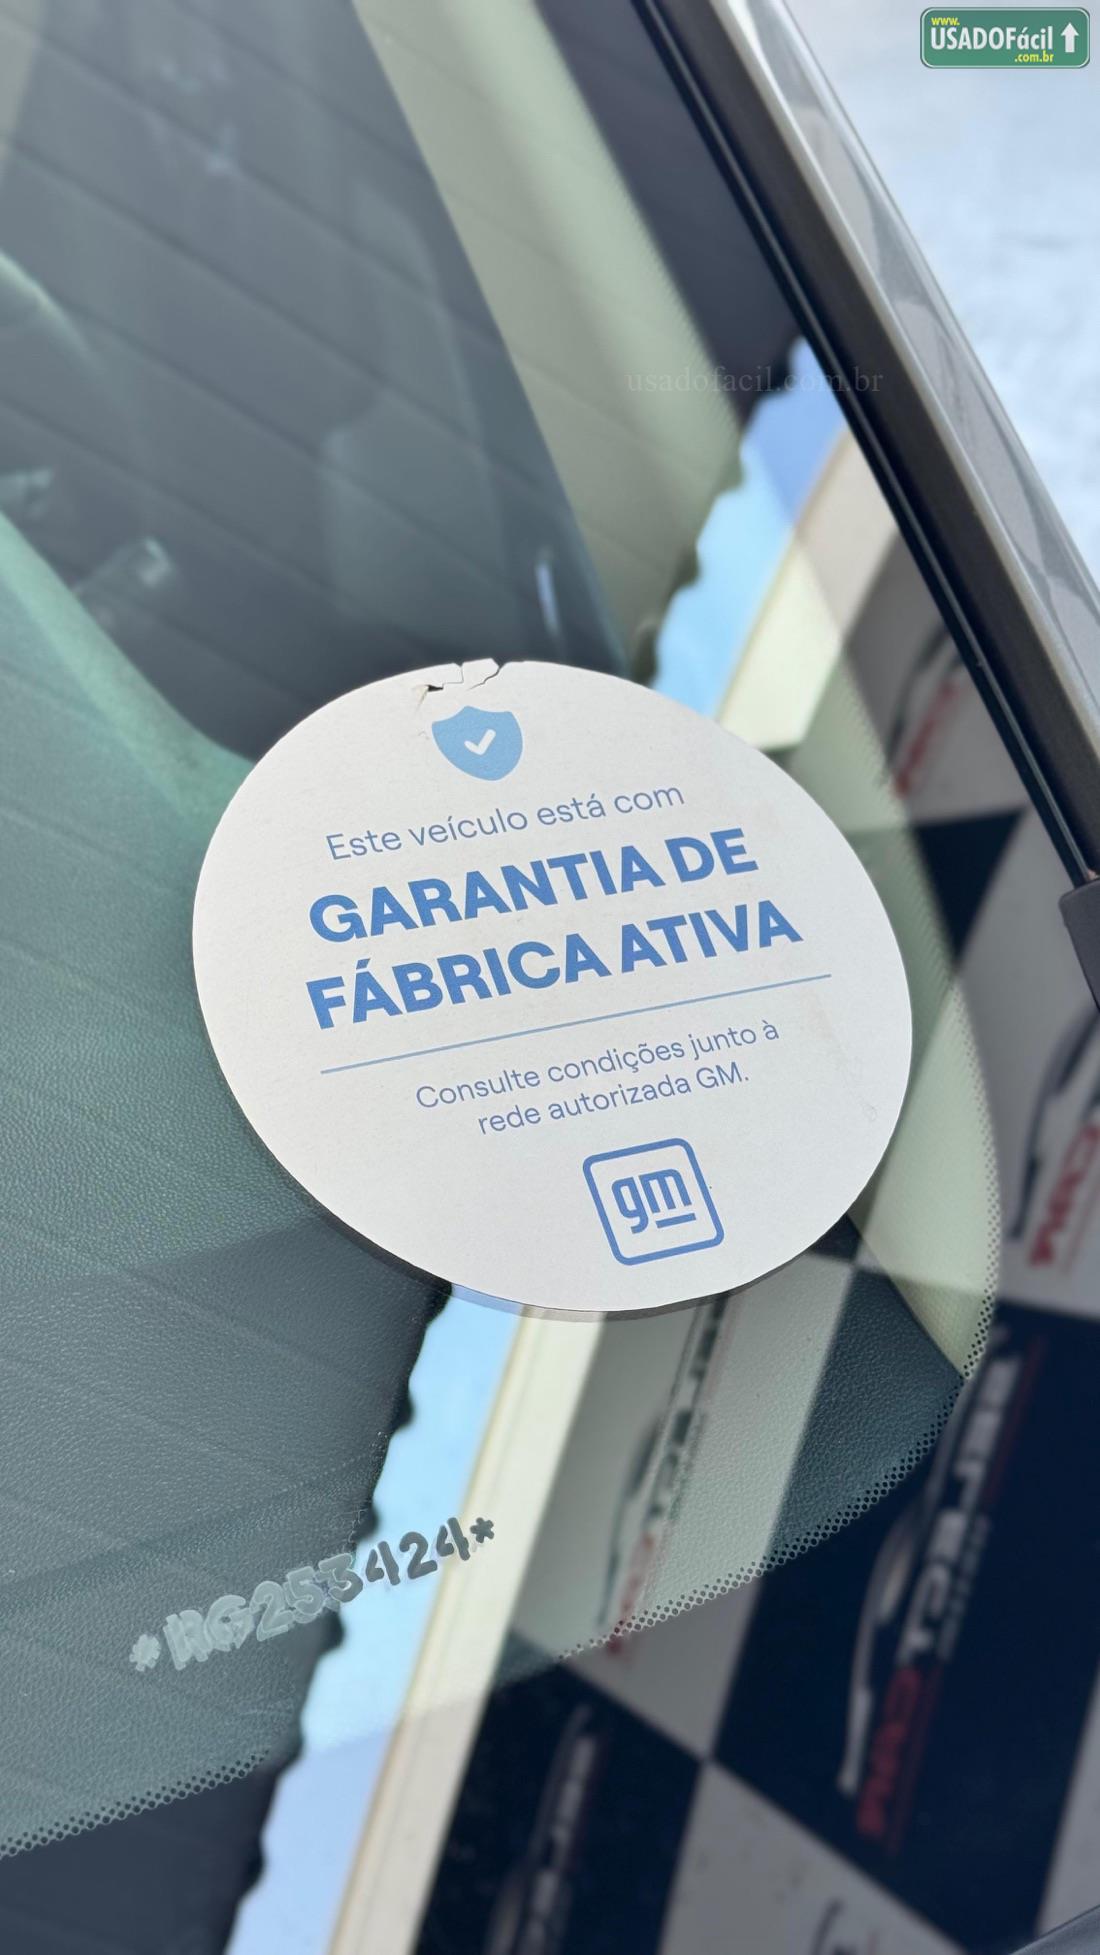 www.
USADOFácil
.com.br
usadofacil.com.br
Este veículo está com
GARANTIA DE
FÁBRICA ATIVA
Consulte condições junto à
rede autorizada GM.
gm
*RG253424*